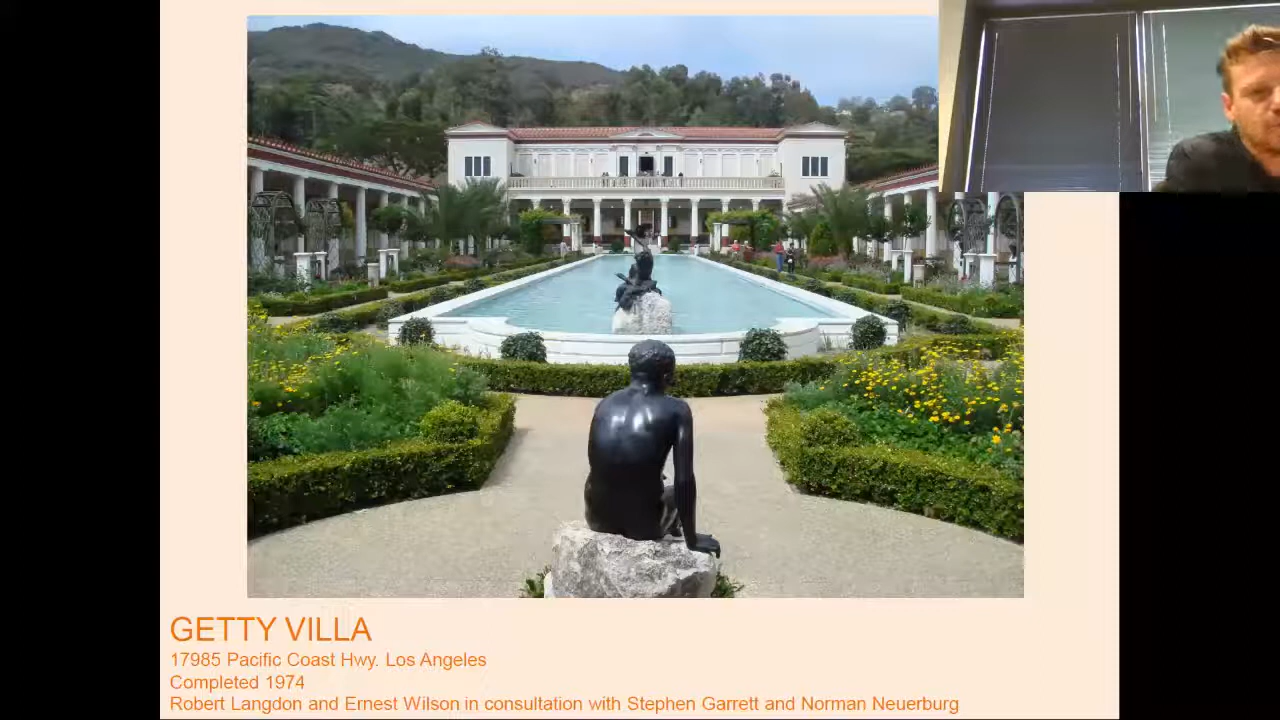 GETTY VILLA
17985 Pacific Coast Hwy. Los Angeles
Completed 1974
Robert Langdon and Ernest Wilson in consultation with Stephen Garrett and Norman Neuerburg